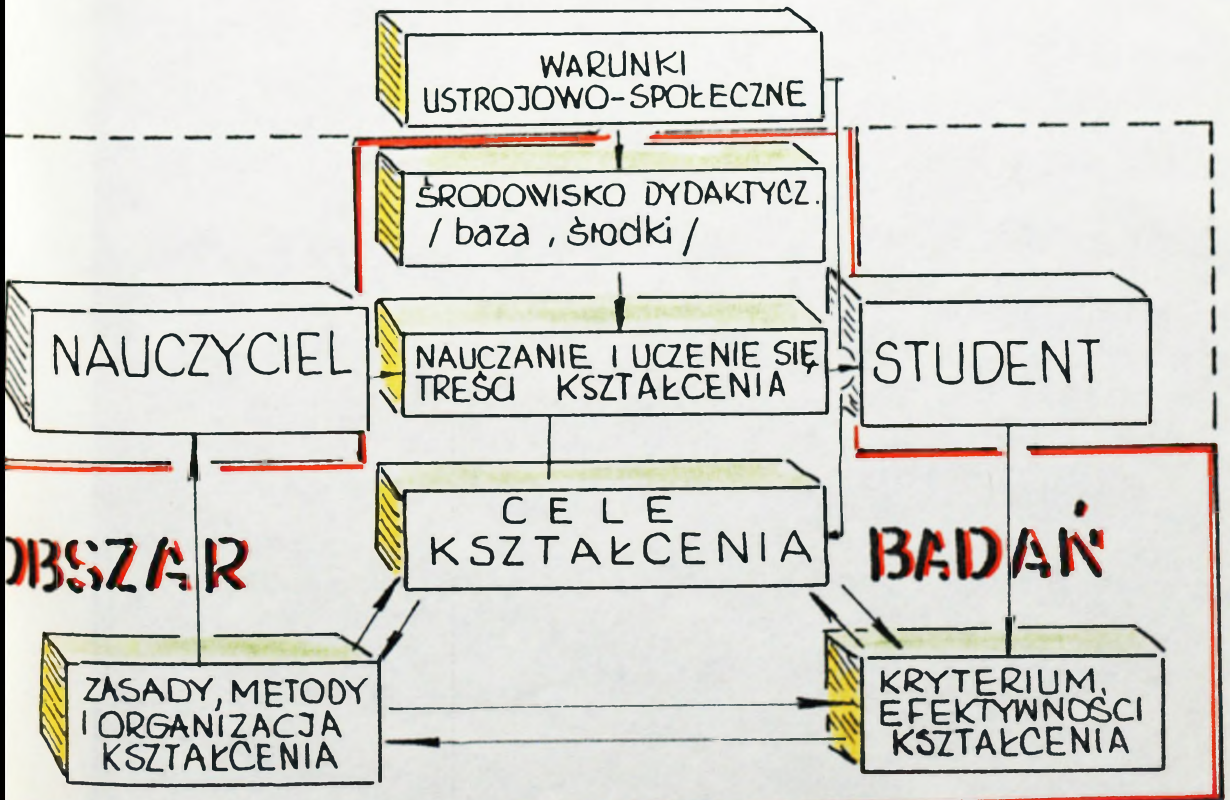 WARUNKI
USTROJOWO-SPOŁECZNE
ŚRODOWISKO DYDAKTYCZ.
/ baza , środki /
NAUCZYCIEL
NAUCZANIE I UCZENIE SIĘ
TREŚCI KSZTAŁCENIA
STUDENT
CELE
KSZTAŁCENIA
OBSZAR BADAŃ
ZASADY, METODY
I ORGANIZACJA
KSZTAŁCENIA
KRYTERIUM
EFEKTYWNOŚCI
KSZTAŁCENIA